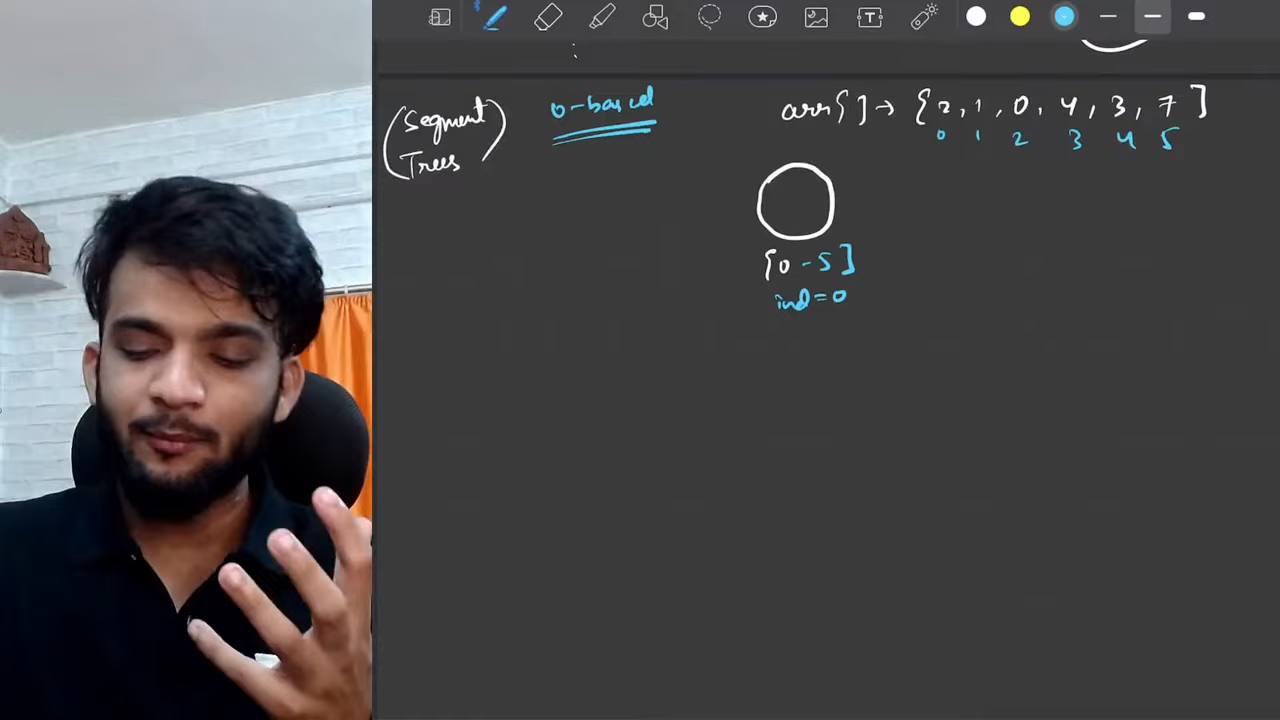 (Segment
Trees)
0-based
arr[] → {2, 1, 0, 4, 3, 7]
0 1 2 3 4 5
[0 - 5]
ind = 0